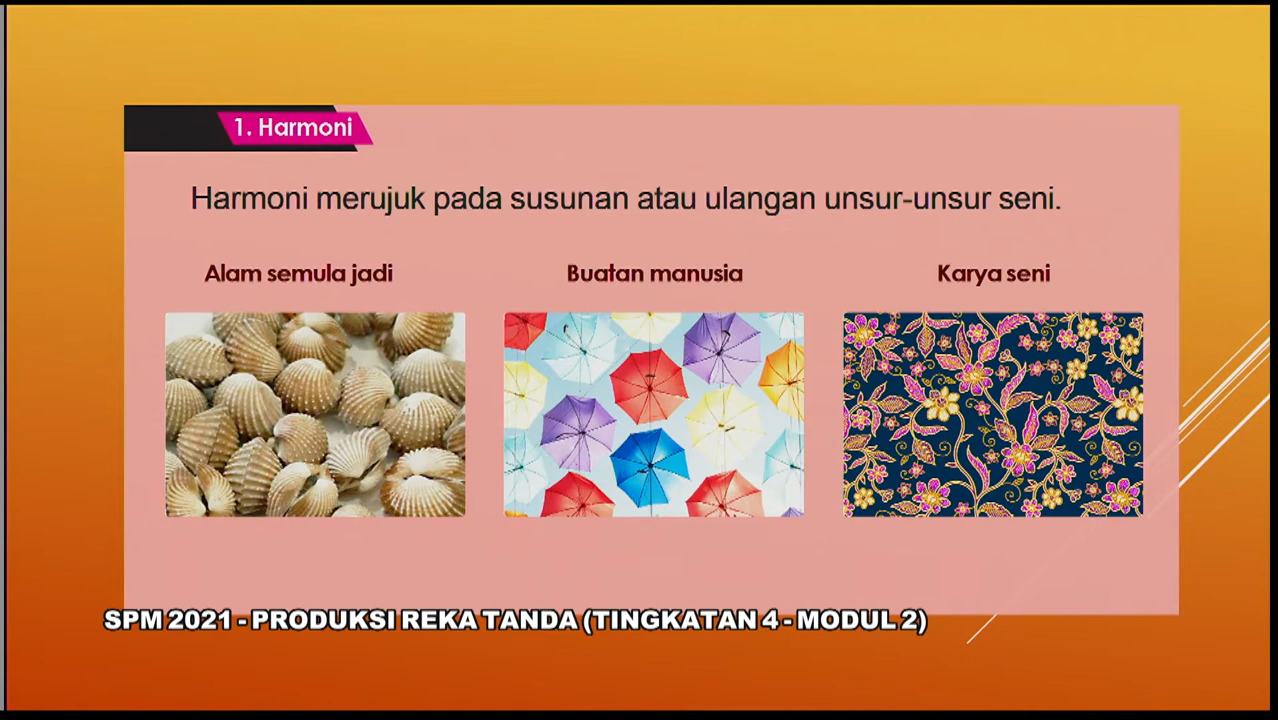 1. Harmoni
Harmoni merujuk pada susunan atau ulangan unsur-unsur seni.
Alam semula jadi
Buatan manusia
Karya seni
SPM 2021 - PRODUKSI REKA TANDA (TINGKATAN 4 - MODUL 2)